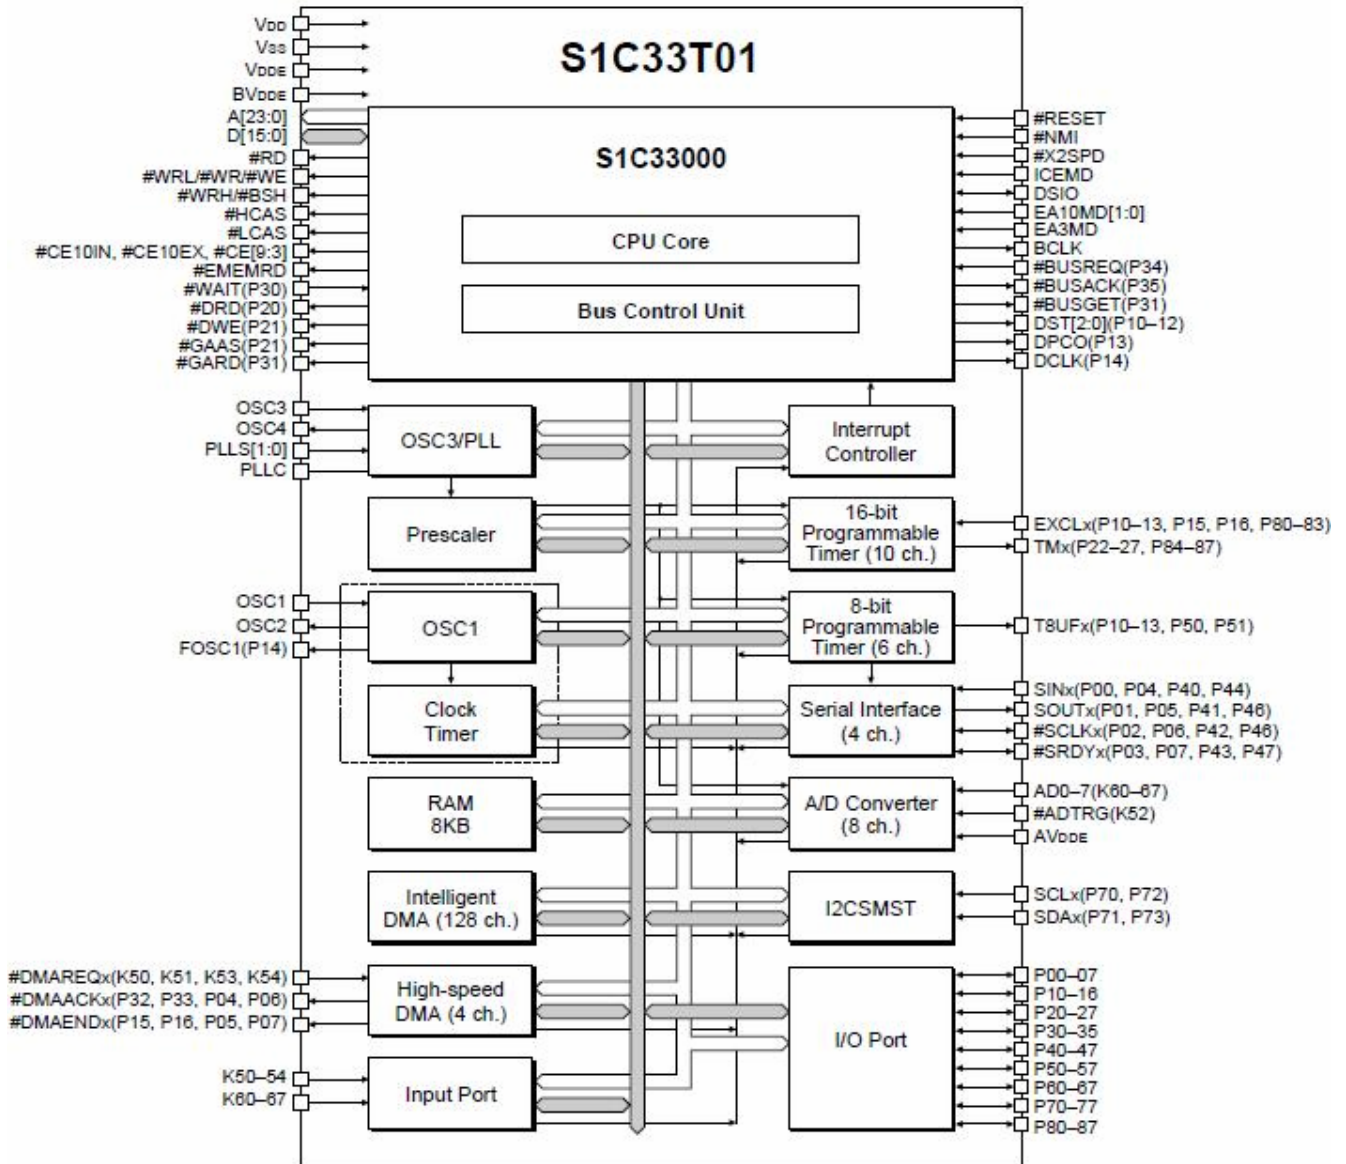 S1C33T01
VDD
VSS
VDDE
BVDDE
A[23:0]
D[15:0]
#RD
#WRL/#WR/#WE
#WRH/#BSH
#HCAS
#LCAS
#CE10IN, #CE10EX, #CE[9:3]
#EMEMRD
#WAIT(P30)
#DRD(P20)
#DWE(P21)
#GAAS(P21)
#GARD(P31)
S1C33000
CPU Core
Bus Control Unit
#RESET
#NMI
#X2SPD
ICEMD
DSIO
EA10MD[1:0]
EA3MD
BCLK
#BUSREQ(P34)
#BUSACK(P35)
#BUSGET(P31)
DST[2:0](P10–12)
DPCO(P13)
DCLK(P14)
OSC3
OSC4
PLLS[1:0]
PLLC
OSC3/PLL
Interrupt
Controller
Prescaler
16-bit
Programmable
Timer (10 ch.)
EXCLx(P10–13, P15, P16, P80–83)
TMx(P22–27, P84–87)
OSC1
OSC2
FOSC1(P14)
OSC1
8-bit
Programmable
Timer (6 ch.)
T8UFx(P10–13, P50, P51)
Clock
Timer
Serial Interface
(4 ch.)
SINx(P00, P04, P40, P44)
SOUTx(P01, P05, P41, P46)
#SCLKx(P02, P06, P42, P46)
#SRDYx(P03, P07, P43, P47)
RAM
8KB
A/D Converter
(8 ch.)
AD0–7(K60–67)
#ADTRG(K52)
AVDDE
Intelligent
DMA (128 ch.)
I2CSMST
SCLx(P70, P72)
SDAx(P71, P73)
#DMAREQx(K50, K51, K53, K54)
#DMAACKx(P32, P33, P04, P06)
#DMAENDx(P15, P16, P05, P07)
High-speed
DMA (4 ch.)
K50–54
K60–67
Input Port
I/O Port
P00–07
P10–16
P20–27
P30–35
P40–47
P50–57
P60–67
P70–77
P80–87